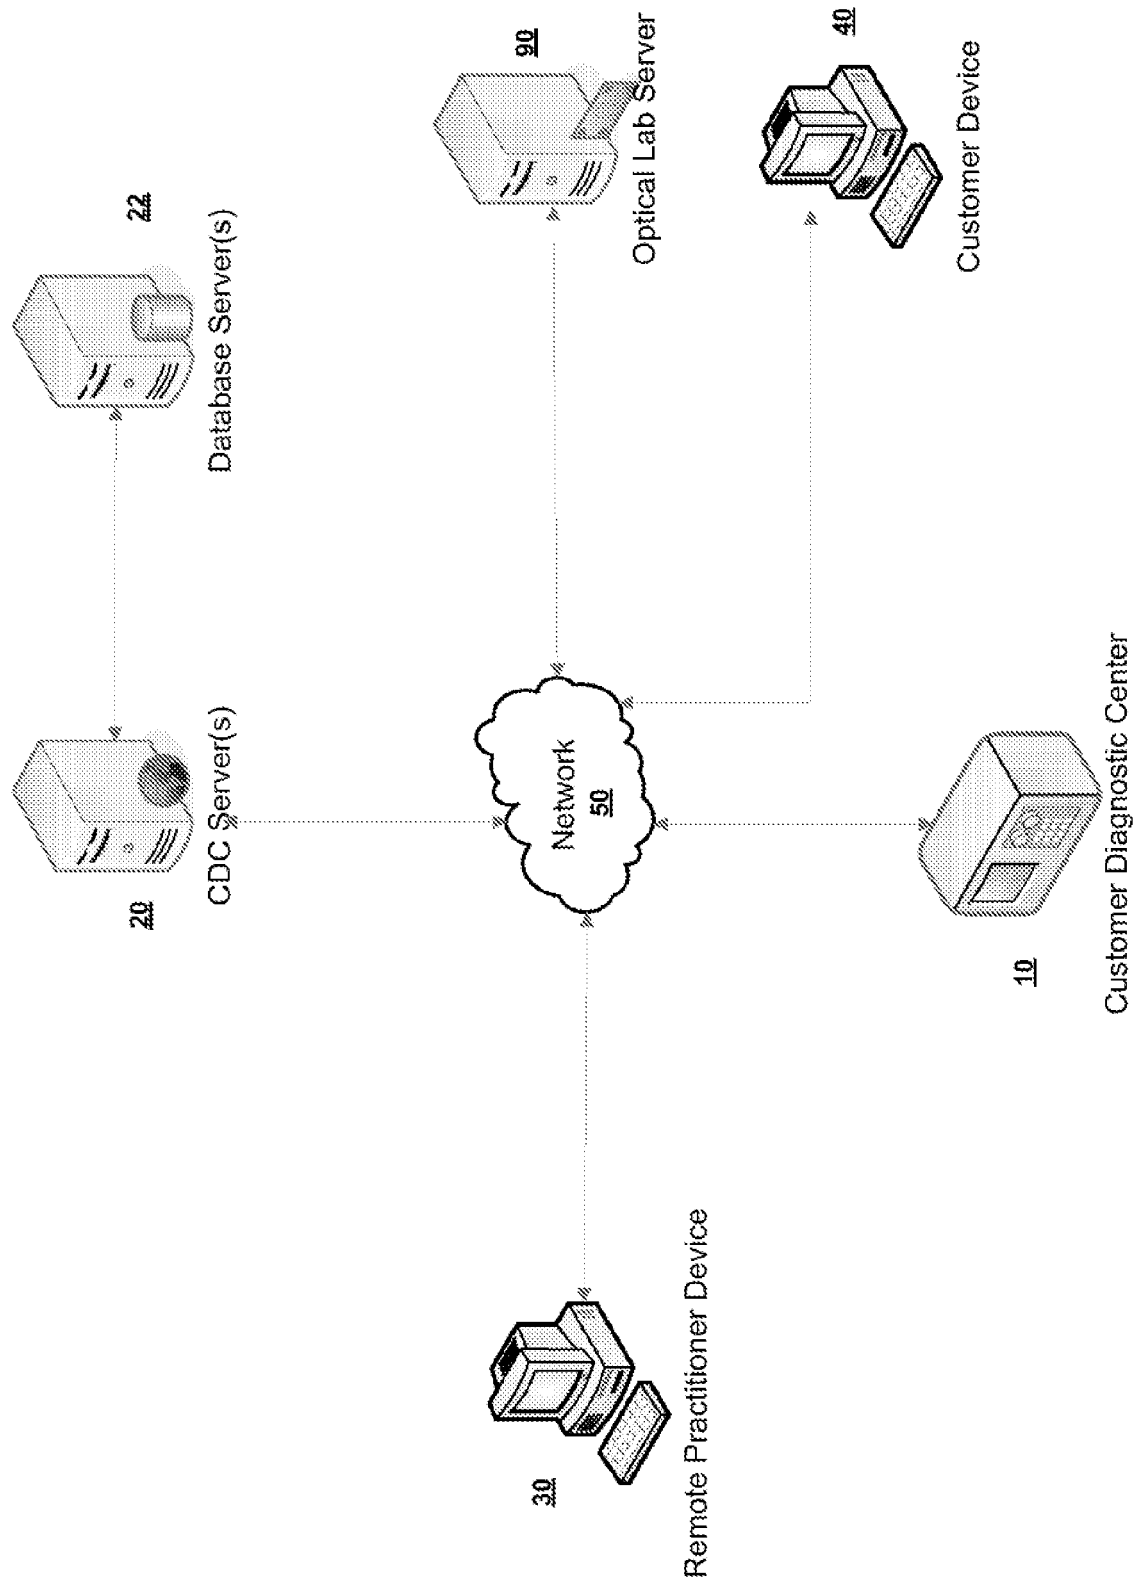 20
CDC Server(s)
22
Database Server(s)
30
Remote Practitioner Device
Network
50
90
Optical Lab Server
10
Customer Diagnostic Center
40
Customer Device